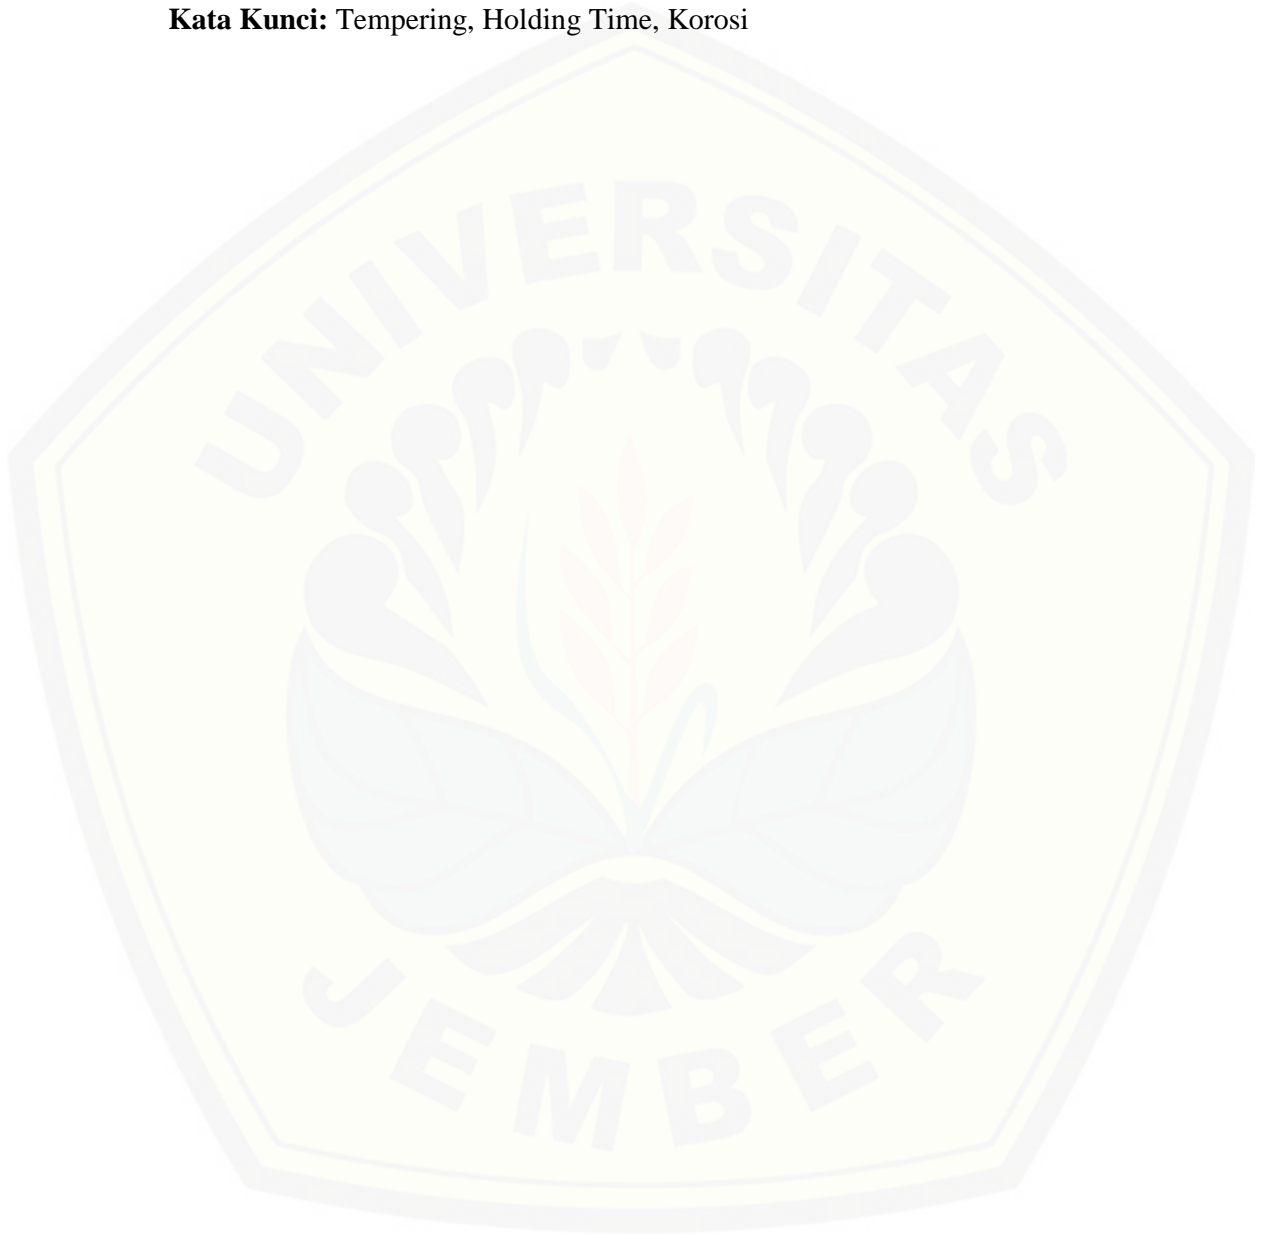 Kata Kunci: Tempering, Holding Time, Korosi
UNIVERSITAS
JEMBER